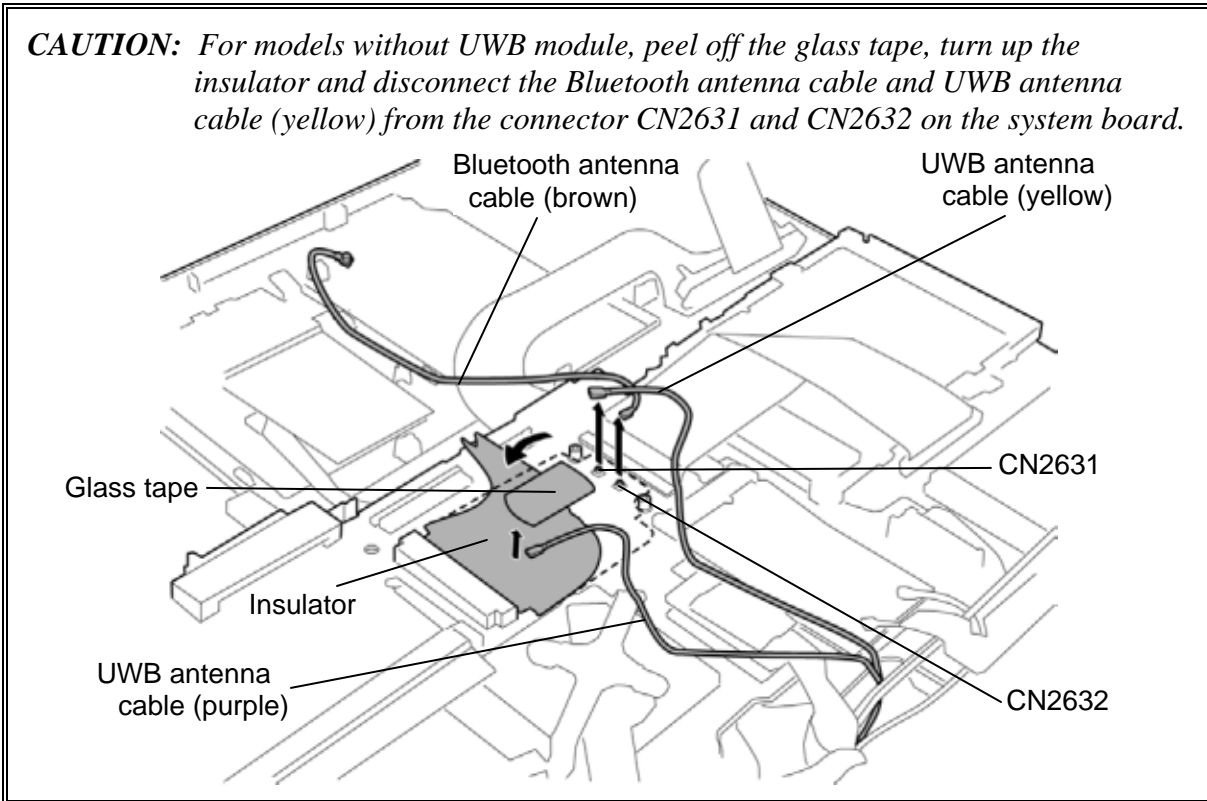 CAUTION: For models without UWB module, peel off the glass tape, turn up the
insulator and disconnect the Bluetooth antenna cable and UWB antenna
cable (yellow) from the connector CN2631 and CN2632 on the system board.
Bluetooth antenna
cable (brown)
UWB antenna
cable (yellow)
CN2631
Glass tape
Insulator
UWB antenna
cable (purple)
CN2632